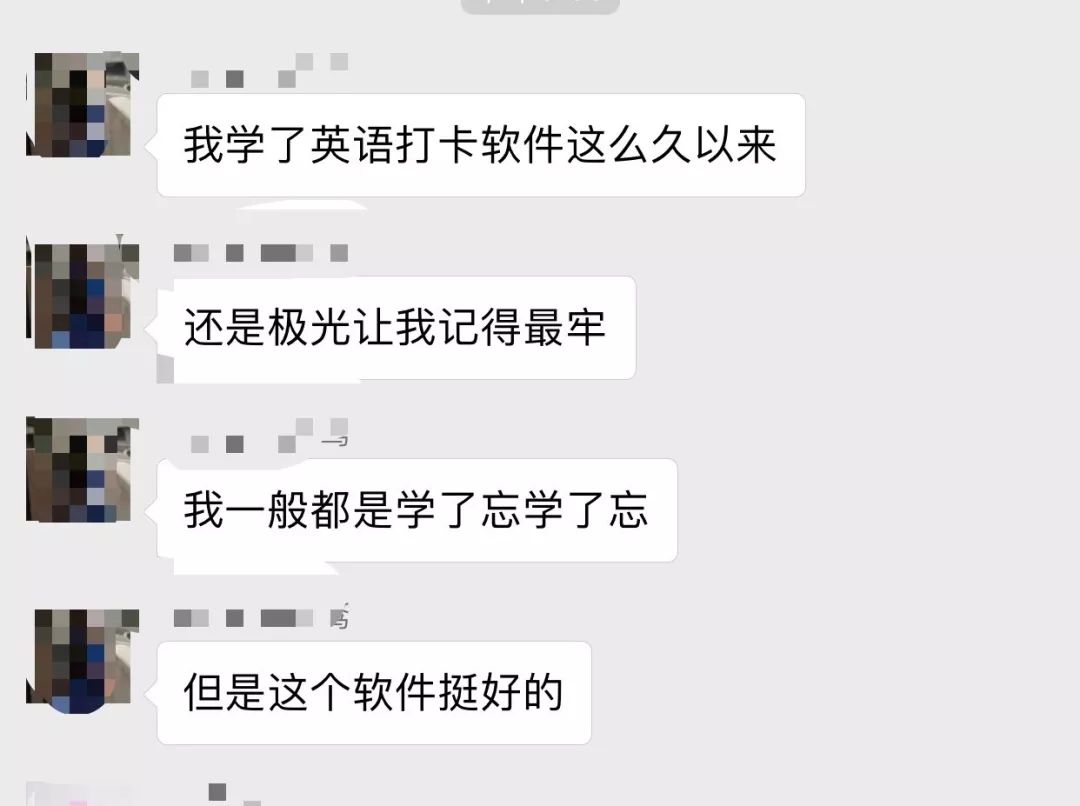 我学了英语打卡软件这么久以来
还是极光让我记得最牢
我一般都是学了忘学了忘
但是这个软件挺好的